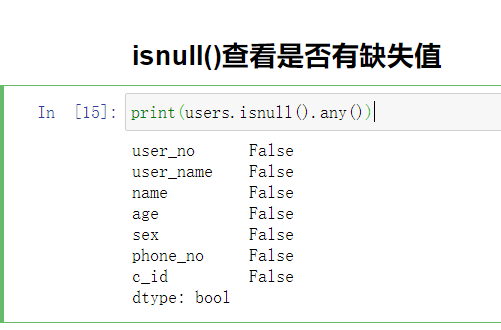 isnull()查看是否有缺失值
In [15]: print(users.isnull().any())
user_no False
user_name False
name False
age False
sex False
phone_no False
c_id False
dtype: bool